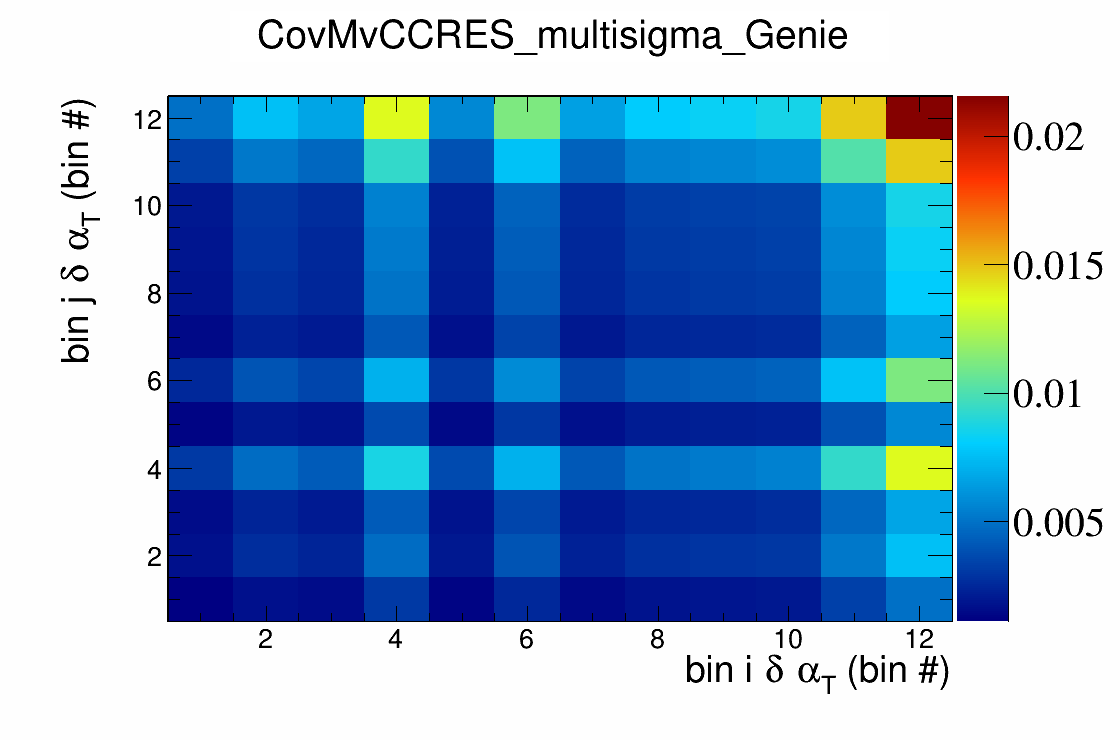 CovMvCCRES_multisigma_Genie
bin j δ α_T (bin #)
12
10
8
6
4
2
2 4 6 8 10 12
bin i δ α_T (bin #)
0.02
0.015
0.01
0.005